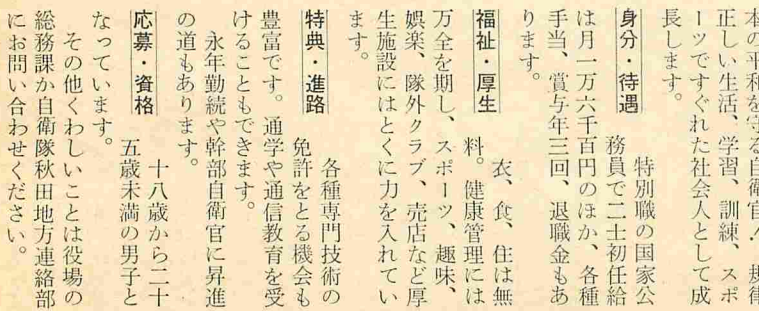 本の平和を守る自衛官へ 規律
正しい生活、学習、訓練、スポ
ーツですぐれた社会人として成
長します。
身分・待遇
特別職の国家公
務員で二士初任給
は月一万六千百円のほか、各種
手当、賞与年三回、退職金もあ
ります。
福祉・厚生
衣、食、住は無
料。健康管理には
万全を期し、スポーツ、趣味、
娯楽、隊外クラブ、売店など厚
生施設にはとくに力を入れてい
ます。
特典・進路
各種専門技術の
免許をとる機会も
豊富です。通学や通信教育を受
けることもできます。
永年勤続や幹部自衛官に昇進
の道もあります。
応募・資格
十八歳から二十
五歳未満の男子と
なっています。
その他くわしいことは役場の
総務課か自衛隊秋田地方連絡部
にお問い合わせください。